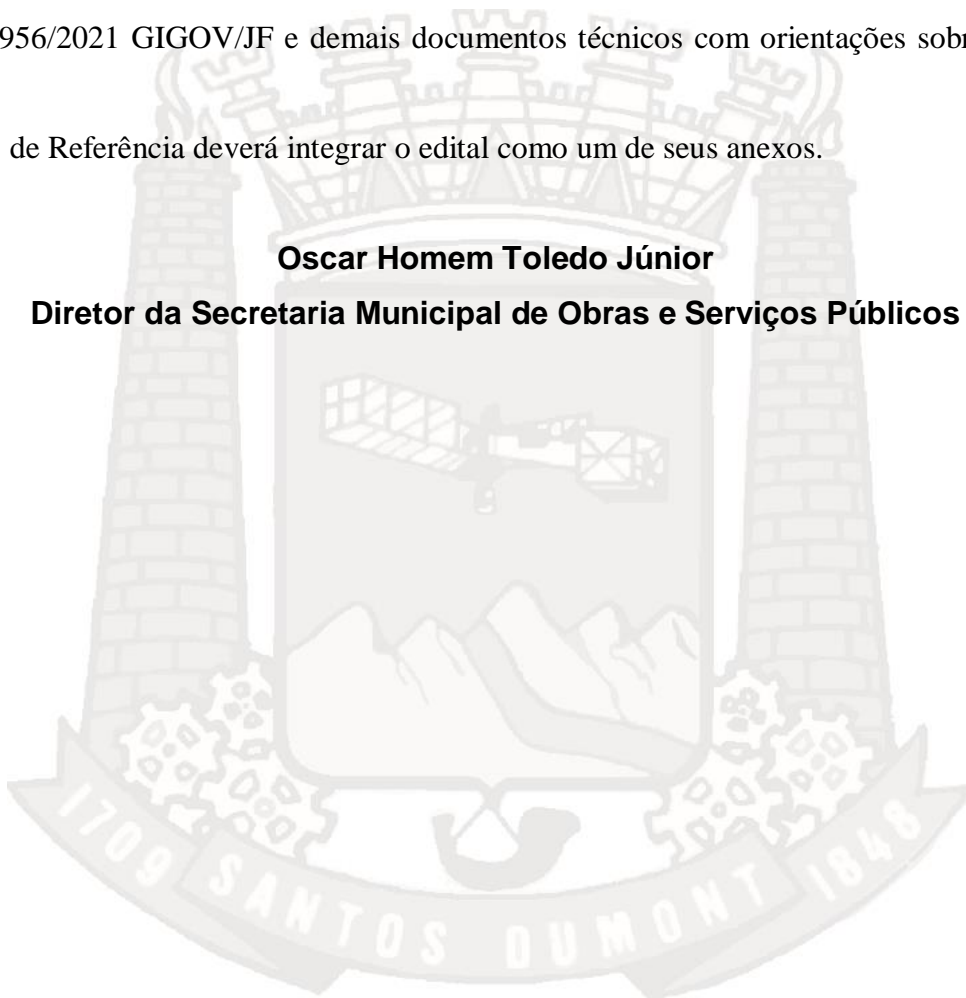 956/2021 GIGOV/JF e demais documentos técnicos com orientações sobr
de Referência deverá integrar o edital como um de seus anexos.
Oscar Homem Toledo Júnior
Diretor da Secretaria Municipal de Obras e Serviços Públicos
1709 SANTOS DUMONT 1848